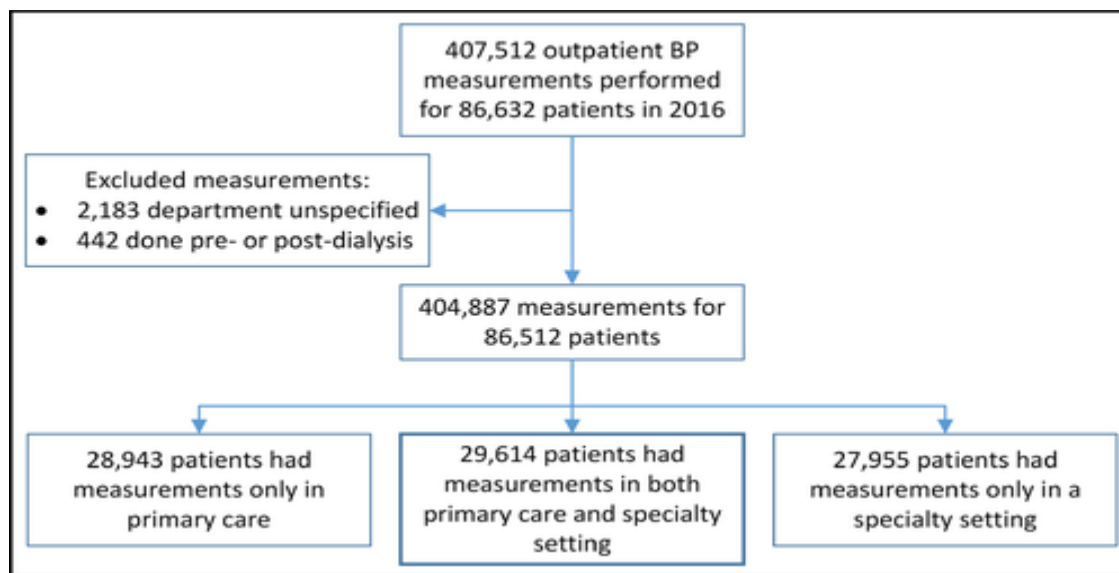 407,512 outpatient BP
measurements performed
for 86,632 patients in 2016
Excluded measurements:
• 2,183 department unspecified
• 442 done pre- or post-dialysis
404,887 measurements for
86,512 patients
28,943 patients had
measurements only in
primary care
29,614 patients had
measurements in both
primary care and specialty
setting
27,955 patients had
measurements only in a
specialty setting